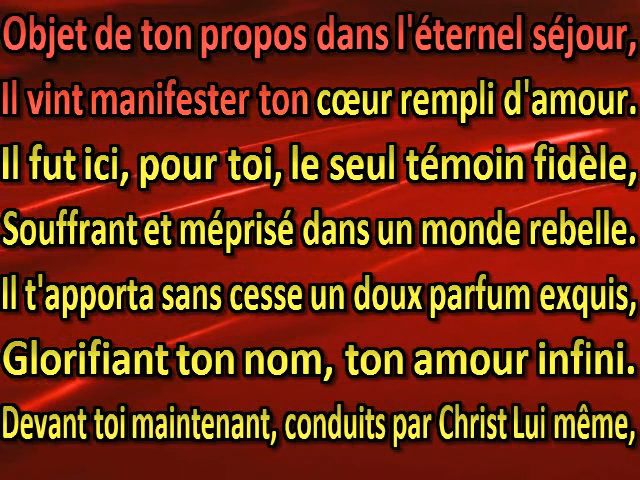 Objet de ton propos dans l'éternel séjour,
Il vint manifester ton cœur rempli d'amour.
Il fut ici, pour toi, le seul témoin fidèle,
Souffrant et méprisé dans un monde rebelle.
Il t'apporta sans cesse un doux parfum exquis,
Glorifiant ton nom, ton amour infini.
Devant toi maintenant, conduits par Christ Lui même,